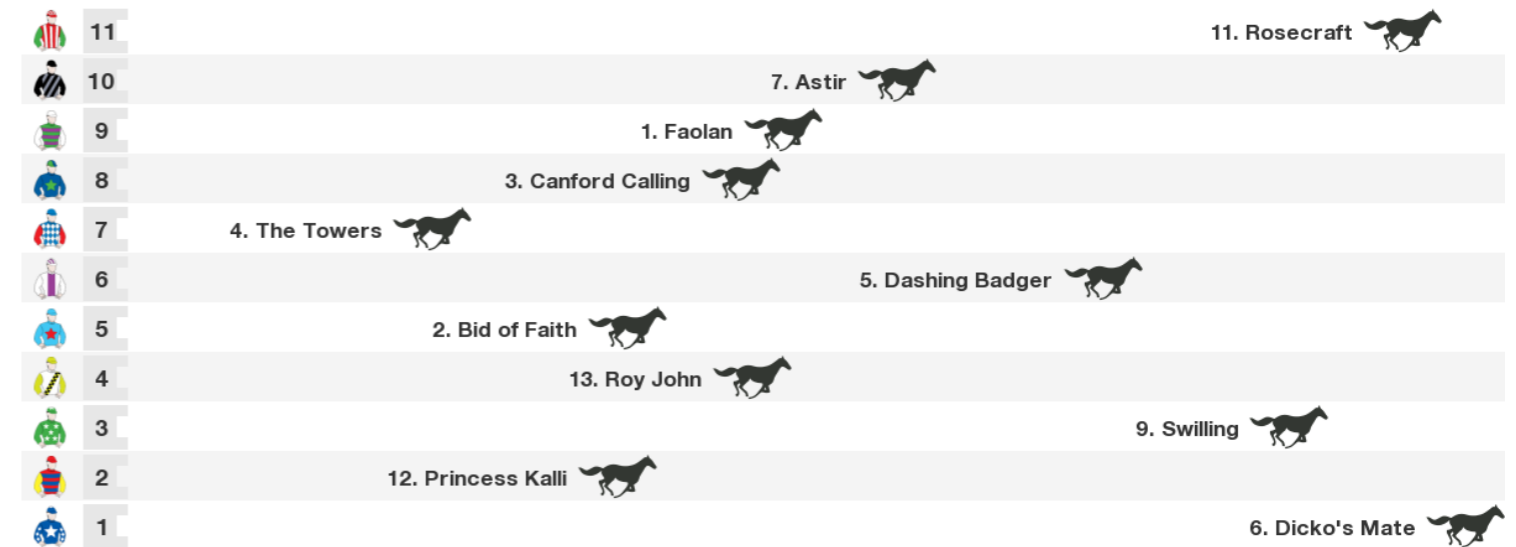 11 11. Rosecraft
10 7. Astir
9 1. Faolan
8 3. Canford Calling
7 4. The Towers
6 5. Dashing Badger
5 2. Bid of Faith
4 13. Roy John
3 9. Swilling
2 12. Princess Kalli
1 6. Dicko's Mate